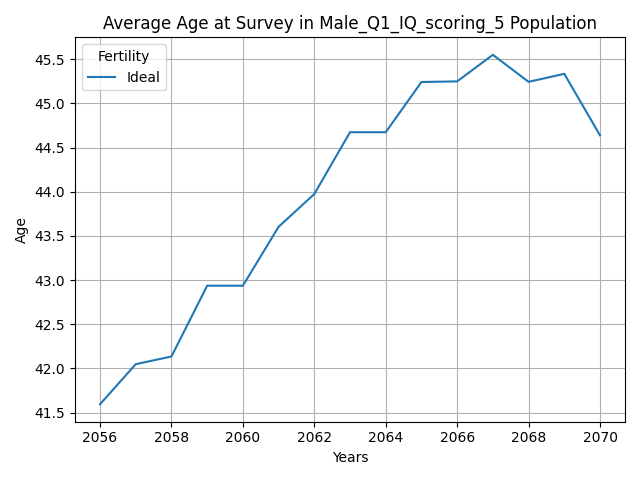 Average Age at Survey in Male_Q1_IQ_scoring_5 Population
Fertility
Ideal
45.5
45.0
44.5
44.0
43.5
43.0
42.5
42.0
41.5
Age
2056 2058 2060 2062 2064 2066 2068 2070
Years